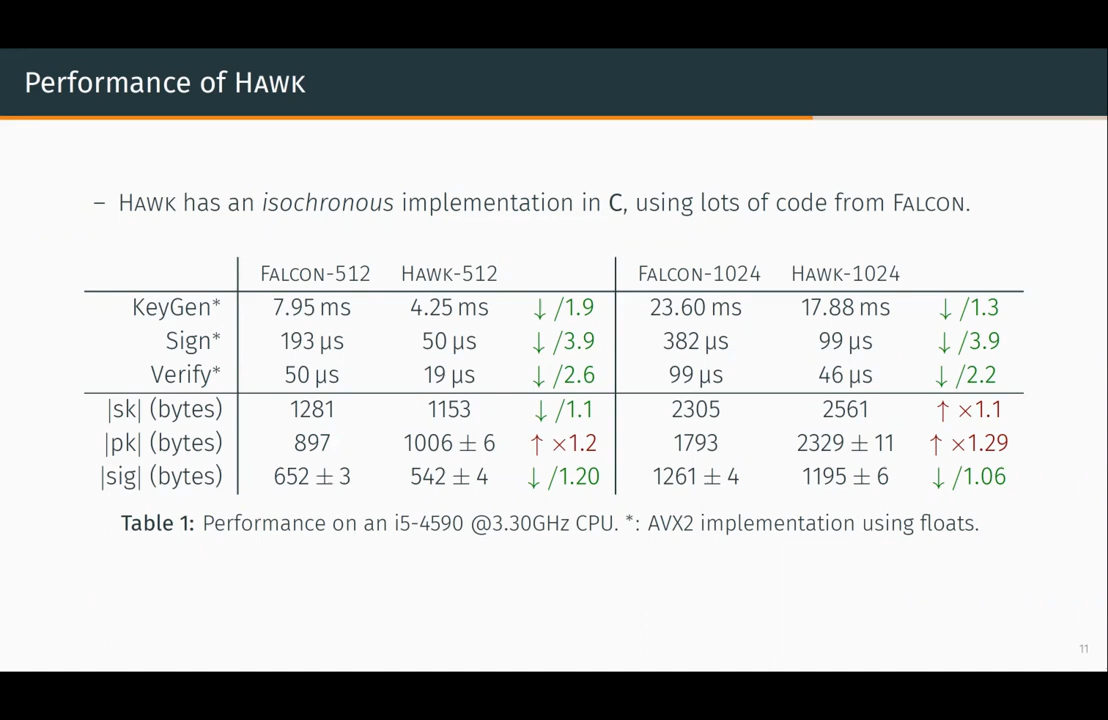 Performance of HAWK
– HAWK has an isochronous implementation in C, using lots of code from FALCON.
FALCON-512 HAWK-512 FALCON-1024 HAWK-1024
KeyGen* 7.95 ms 4.25 ms ↓ /1.9 23.60 ms 17.88 ms ↓ /1.3
Sign* 193 µs 50 µs ↓ /3.9 382 µs 99 µs ↓ /3.9
Verify* 50 µs 19 µs ↓ /2.6 99 µs 46 µs ↓ /2.2
|sk| (bytes) 1281 1153 ↓ /1.1 2305 2561 ↑ ×1.1
|pk| (bytes) 897 1006 ± 6 ↑ ×1.2 1793 2329 ± 11 ↑ ×1.29
|sig| (bytes) 652 ± 3 542 ± 4 ↓ /1.20 1261 ± 4 1195 ± 6 ↓ /1.06
Table 1: Performance on an i5-4590 @3.30GHz CPU. *: AVX2 implementation using floats.
11